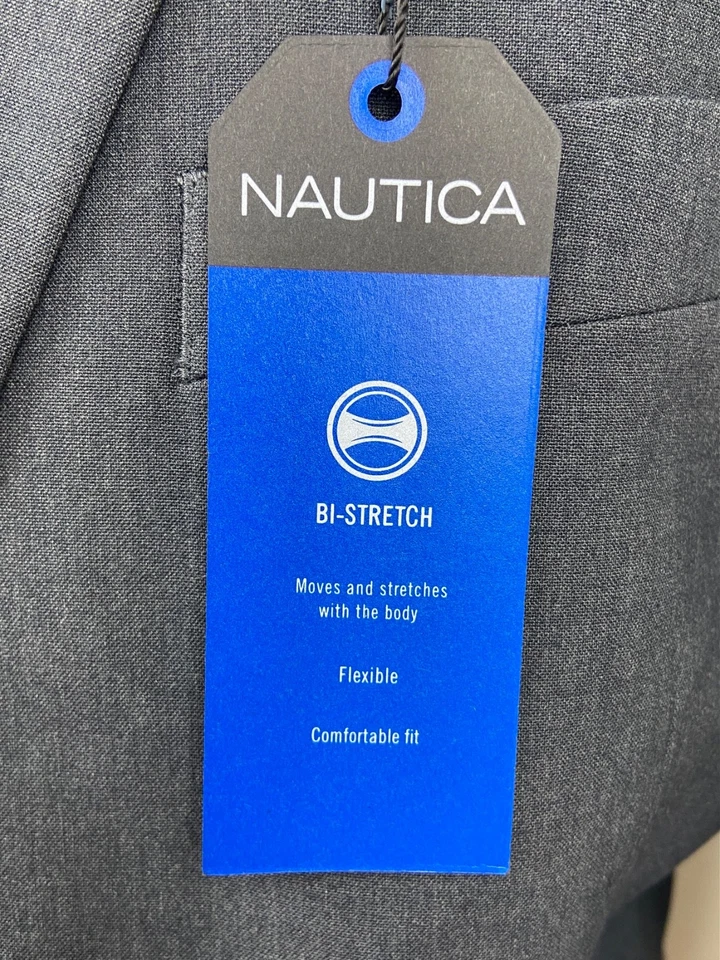 NAUTICA
BI-STRETCH
Moves and stretches
with the body
Flexible
Comfortable fit